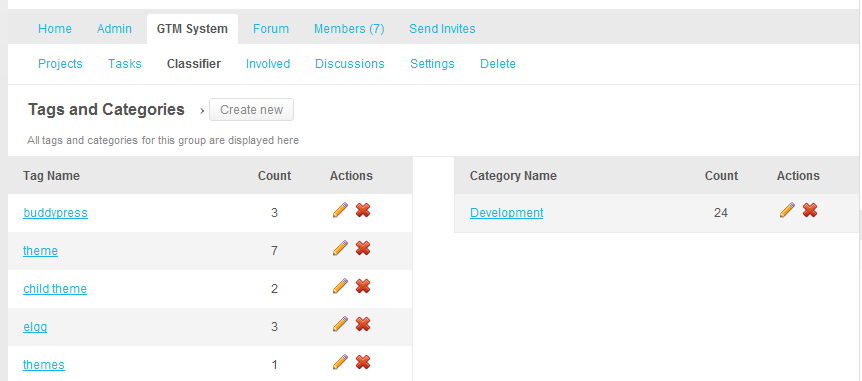 Home Admin GTM System Forum Members (7) Send Invites
Projects Tasks Classifier Involved Discussions Settings Delete
Tags and Categories › Create new
All tags and categories for this group are displayed here
Tag Name Count Actions Category Name Count Actions
buddypress 3 Development 24
theme 7
child theme 2
elgg 3
themes 1